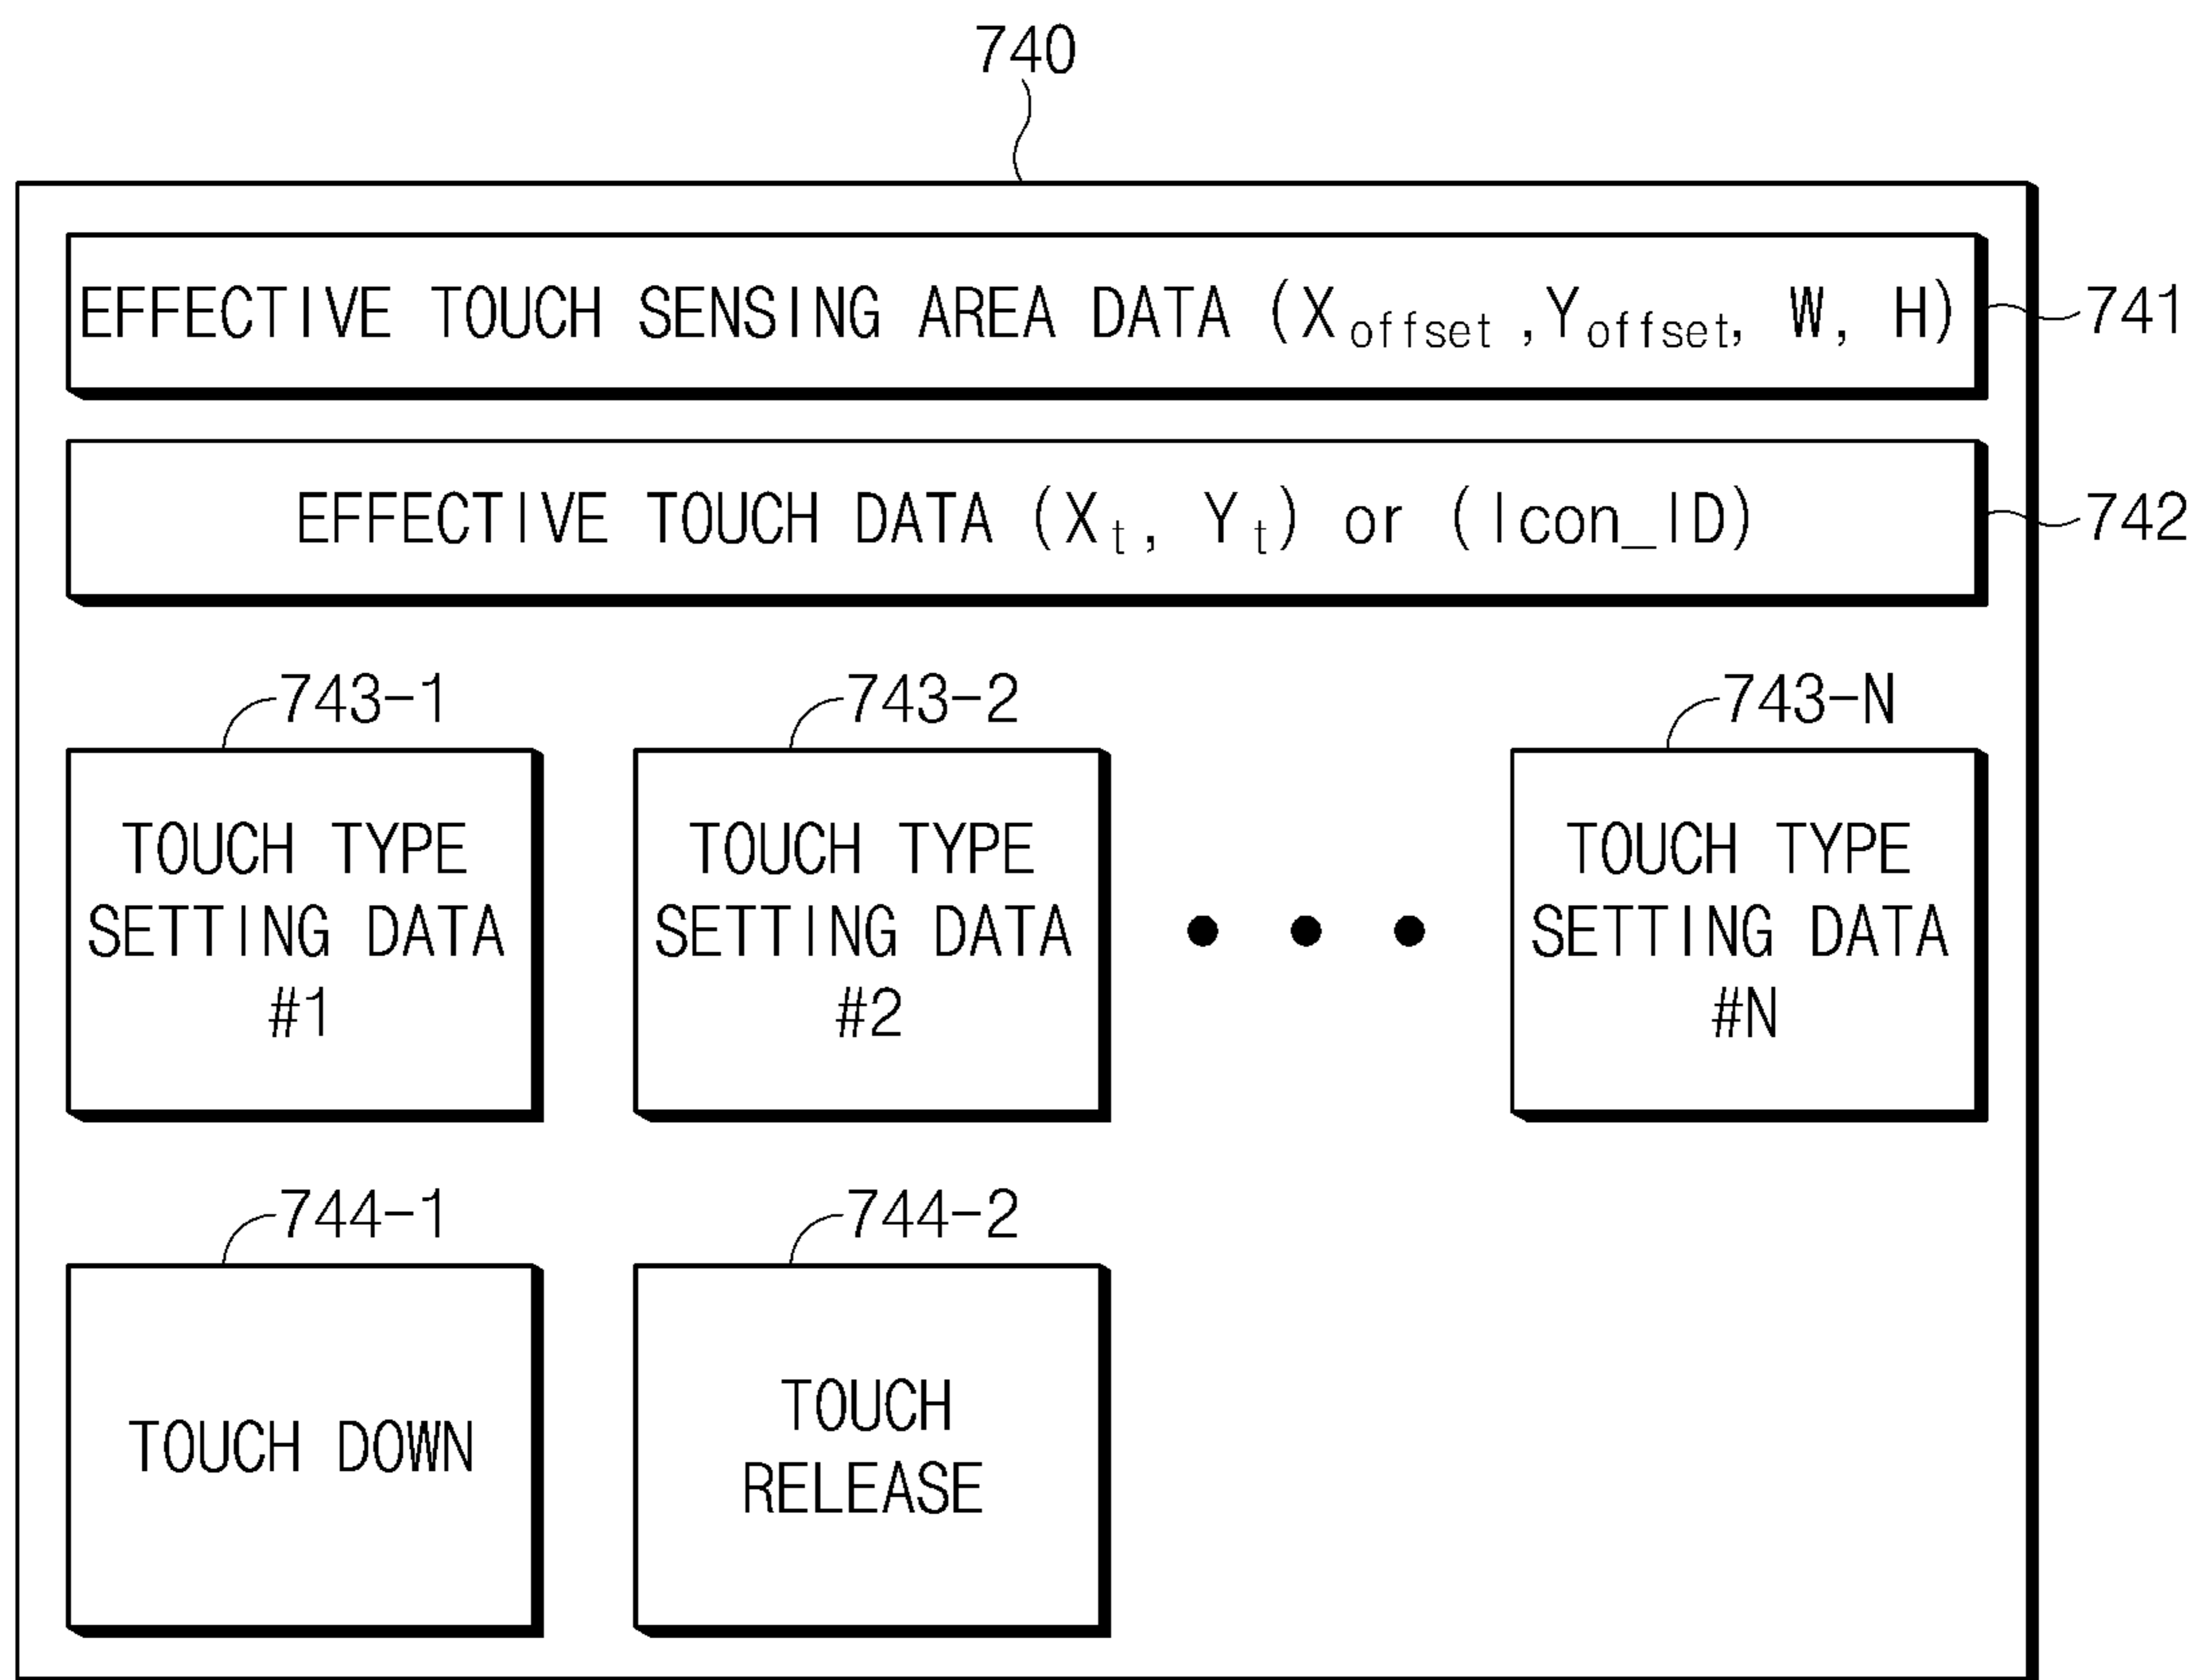 740
EFFECTIVE TOUCH SENSING AREA DATA (Xoffset ,Yoffset, W, H)
741
EFFECTIVE TOUCH DATA (Xt, Yt) or (Icon_ID)
742
743-1
743-2
743-N
TOUCH TYPE
SETTING DATA
#1
TOUCH TYPE
SETTING DATA
#2
TOUCH TYPE
SETTING DATA
#N
744-1
744-2
TOUCH DOWN
TOUCH
RELEASE